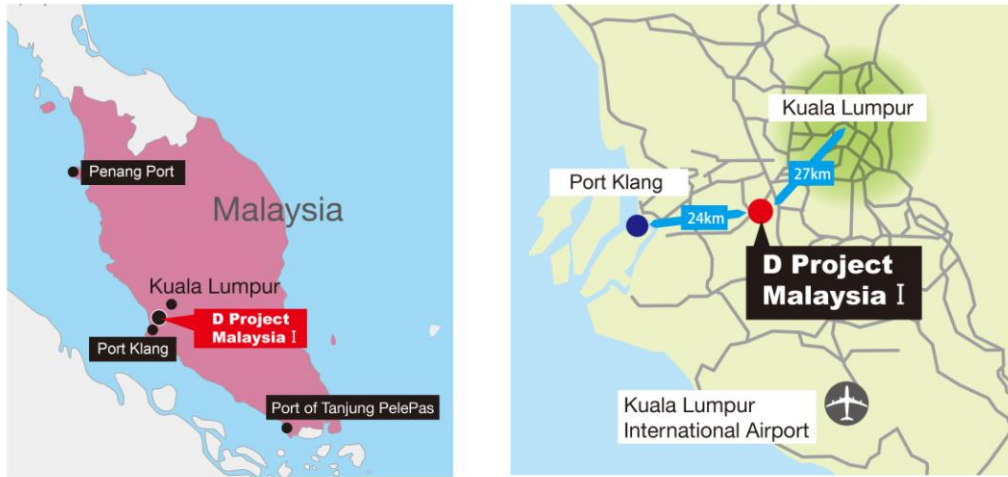 Penang Port
Malaysia
Kuala Lumpur
D Project
Malaysia Ⅰ
Port Klang
Port of Tanjung PelePas
Kuala Lumpur
27km
Port Klang
24km
D Project
Malaysia Ⅰ
Kuala Lumpur
International Airport